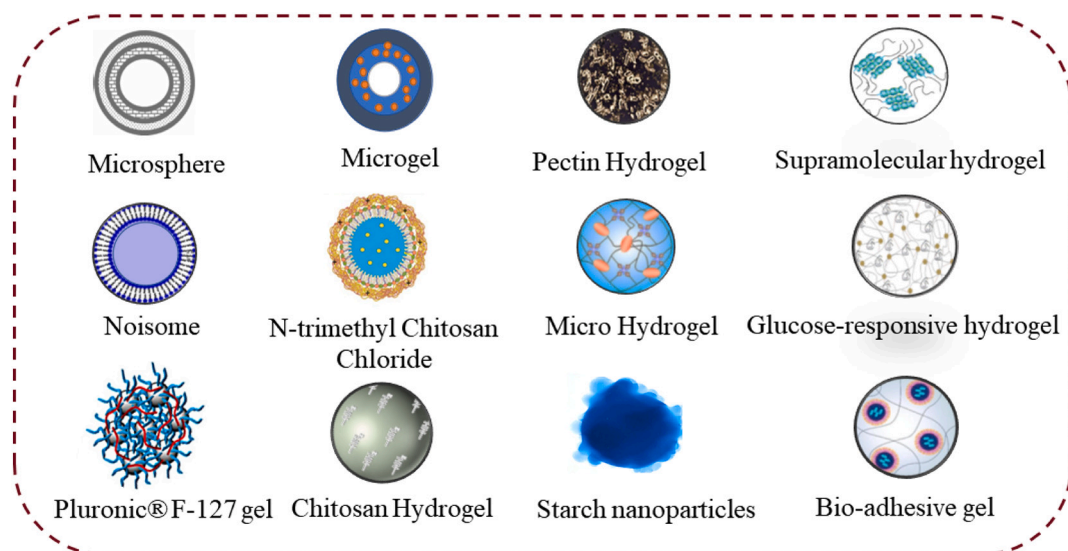 Microsphere
Microgel
Pectin Hydrogel
Supramolecular hydrogel
Noisome
N-trimethyl Chitosan
Chloride
Micro Hydrogel
Glucose-responsive hydrogel
Pluronic® F-127 gel
Chitosan Hydrogel
Starch nanoparticles
Bio-adhesive gel